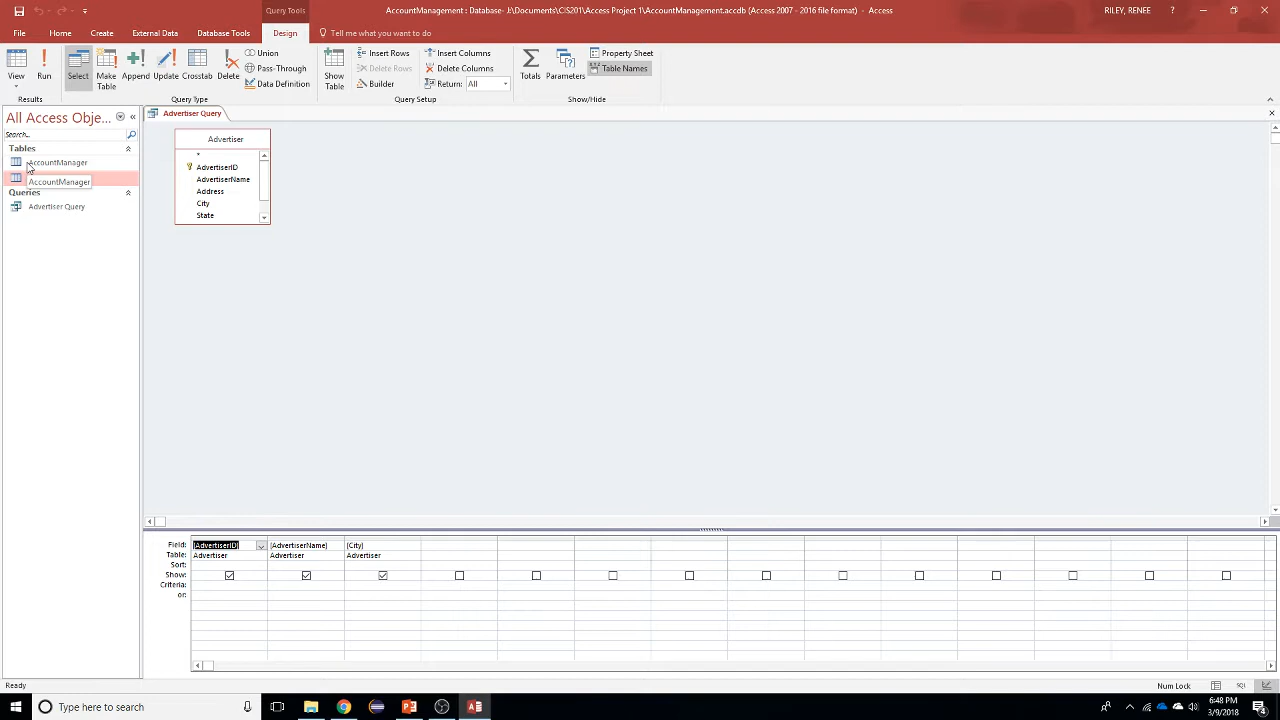 Query Tools
AccountManagement : Database- J:\Documents\CIS201\Access Project 1\AccountManagement.accdb (Access 2007 - 2016 file format) - Access
RILEY, RENEE
File Home Create External Data Database Tools Design Tell me what you want to do
View Run Select Make Table Append Update Crosstab Delete
Union
Pass-Through
Data Definition
Show Table
Insert Rows
Delete Rows
Builder
Insert Columns
Delete Columns
Return: All
Totals Parameters
Property Sheet
Table Names
Results Query Type Query Setup Show/Hide
All Access Obje...
Search...
Tables
AccountManager
AccountManager
Queries
Advertiser Query
Advertiser Query
Advertiser
*
AdvertiserID
AdvertiserName
Address
City
State
Field: [AdvertiserID] [AdvertiserName] [City]
Table: Advertiser Advertiser Advertiser
Sort:
Show:
Criteria:
or:
Ready
Num Lock
SQL
Type here to search
6:48 PM
3/9/2018